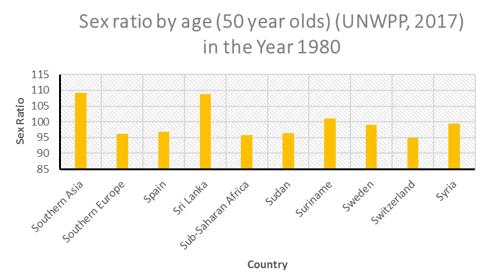 Sex ratio by age (50 year olds) (UNWPP, 2017)
in the Year 1980
115
110
105
100
95
90
85
Sex Ratio
Southern Asia
Southern Europe
Spain
Sri Lanka
Sub-Saharan Africa
Sudan
Suriname
Sweden
Switzerland
Syria
Country